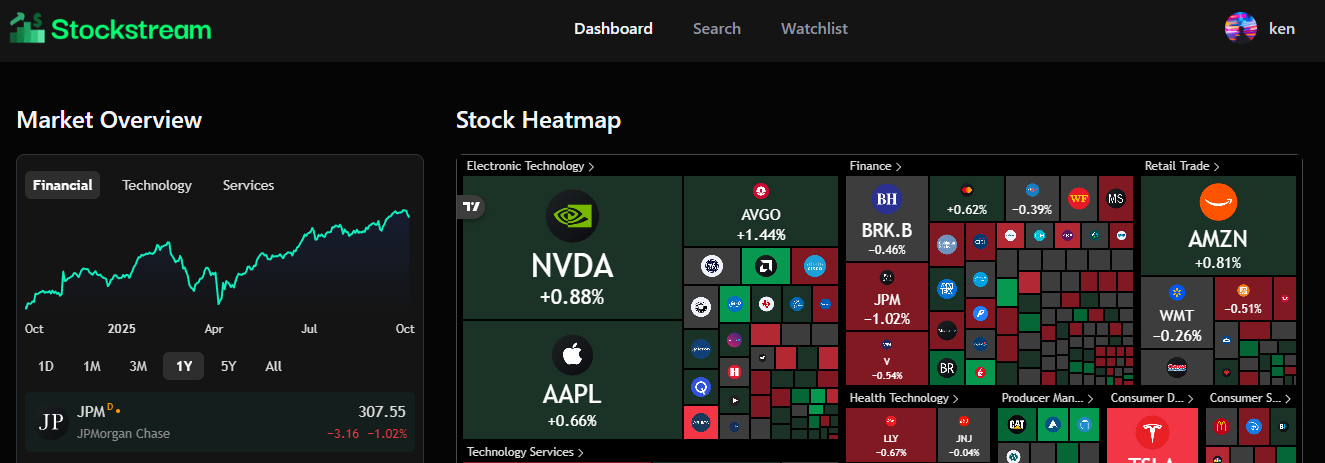 Stockstream
Dashboard
Search
Watchlist
ken
Market Overview
Financial
Technology
Services
Oct
2025
Apr
Jul
Oct
1D
1M
3M
1Y
5Y
All
JP
JPM D
JPMorgan Chase
307.55
−3.16 −1.02%
Stock Heatmap
Electronic Technology >
NVDA
+0.88%
AAPL
+0.66%
AVGO
+1.44%
Technology Services >
Finance >
BH
BRK.B
−0.46%
JPM
−1.02%
V
−0.54%
+0.62%
−0.39%
WF
MS
BR
Retail Trade >
AMZN
+0.81%
WMT
−0.26%
−0.51%
Health Technology >
LLY
−0.67%
JNJ
−0.04%
Producer Man... >
CAT
Consumer D... >
TSLA
Consumer S... >